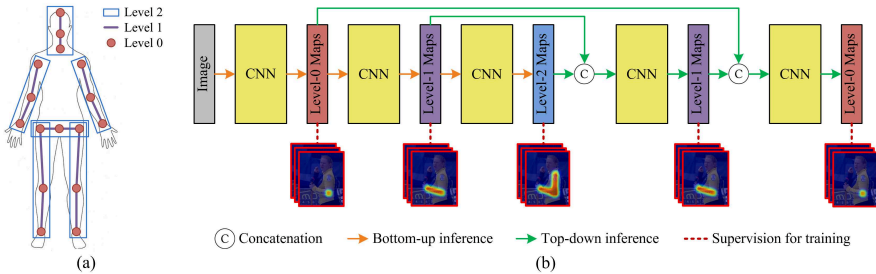 Level 2
Level 1
Level 0
(a)
Image
CNN
Level-0 Maps
CNN
Level-1 Maps
CNN
Level-2 Maps
C
CNN
Level-1 Maps
C
CNN
Level-0 Maps
C Concatenation
Bottom-up inference
Top-down inference
Supervision for training
(b)